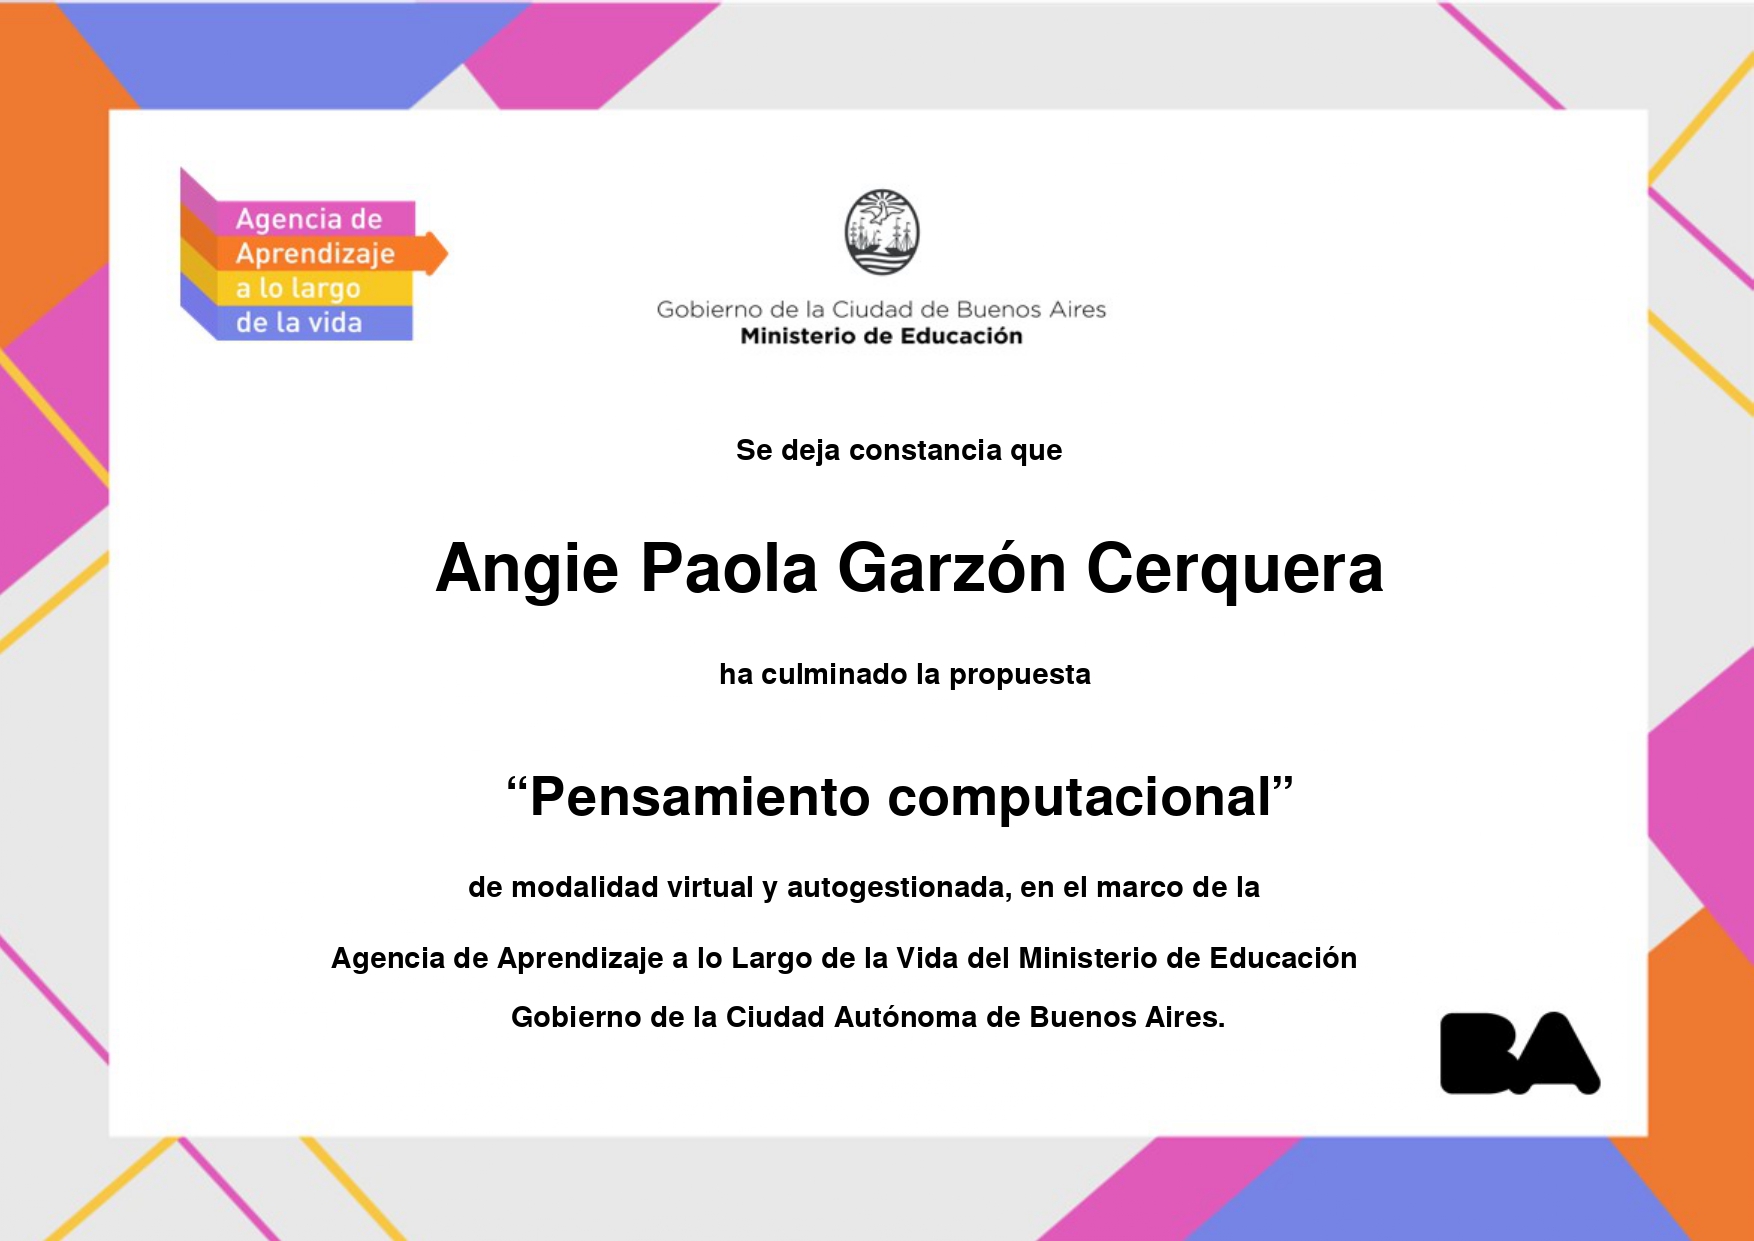 Agencia de
Aprendizaje
a lo largo
de la vida
Gobierno de la Ciudad de Buenos Aires
Ministerio de Educación
Se deja constancia que
Angie Paola Garzón Cerquera
ha culminado la propuesta
“Pensamiento computacional”
de modalidad virtual y autogestionada, en el marco de la
Agencia de Aprendizaje a lo Largo de la Vida del Ministerio de Educación
Gobierno de la Ciudad Autónoma de Buenos Aires.
BA